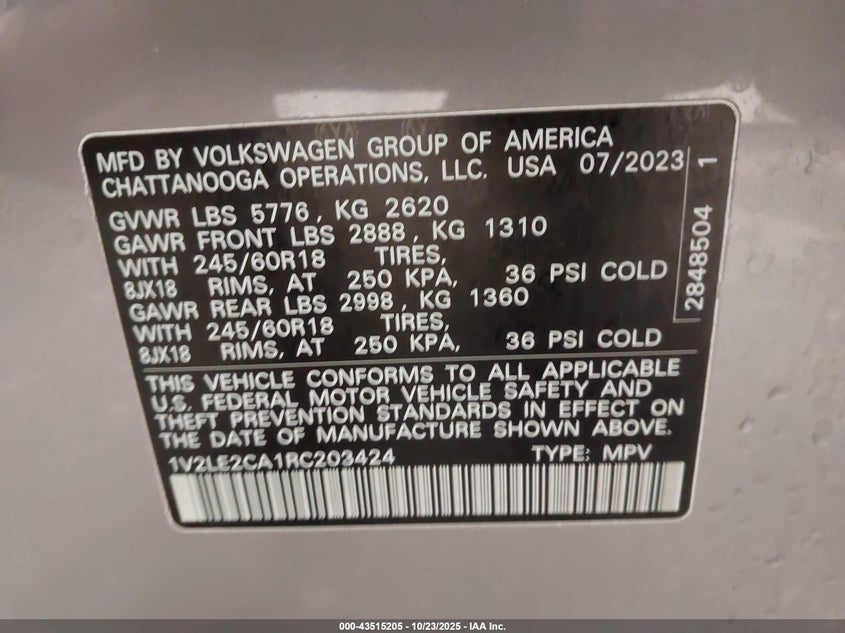 MFD BY VOLKSWAGEN GROUP OF AMERICA
CHATTANOOGA OPERATIONS, LLC. USA 07/2023
GVWR LBS 5776, KG 2620
GAWR FRONT LBS 2888, KG 1310
WITH 245/60R18 TIRES,
8JX18 RIMS, AT 250 KPA, 36 PSI COLD
GAWR REAR LBS 2998, KG 1360
WITH 245/60R18 TIRES,
8JX18 RIMS, AT 250 KPA, 36 PSI COLD
THIS VEHICLE CONFORMS TO ALL APPLICABLE
U.S. FEDERAL MOTOR VEHICLE SAFETY AND
THEFT PREVENTION STANDARDS IN EFFECT ON
THE DATE OF MANUFACTURE SHOWN ABOVE.
1V2LE2CA1RC203424 TYPE: MPV
2848504 1
000-43515205 - 10/23/2025 - IAA Inc.